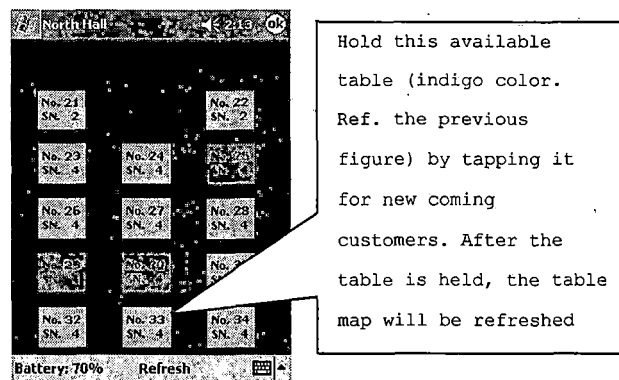 North Hall 2:13 ok
No. 21
SN. 2
No. 22
SN. 2
No. 23
SN. 4
No. 24
SN. 4
No. 26
SN. 4
No. 27
SN. 4
No. 28
SN. 4
No. 32
SN. 4
No. 33
SN. 4
No. 34
SN. 4
Battery: 70% Refresh
Hold this available
table (indigo color.
Ref. the previous
figure) by tapping it
for new coming
customers. After the
table is held, the table
map will be refreshed